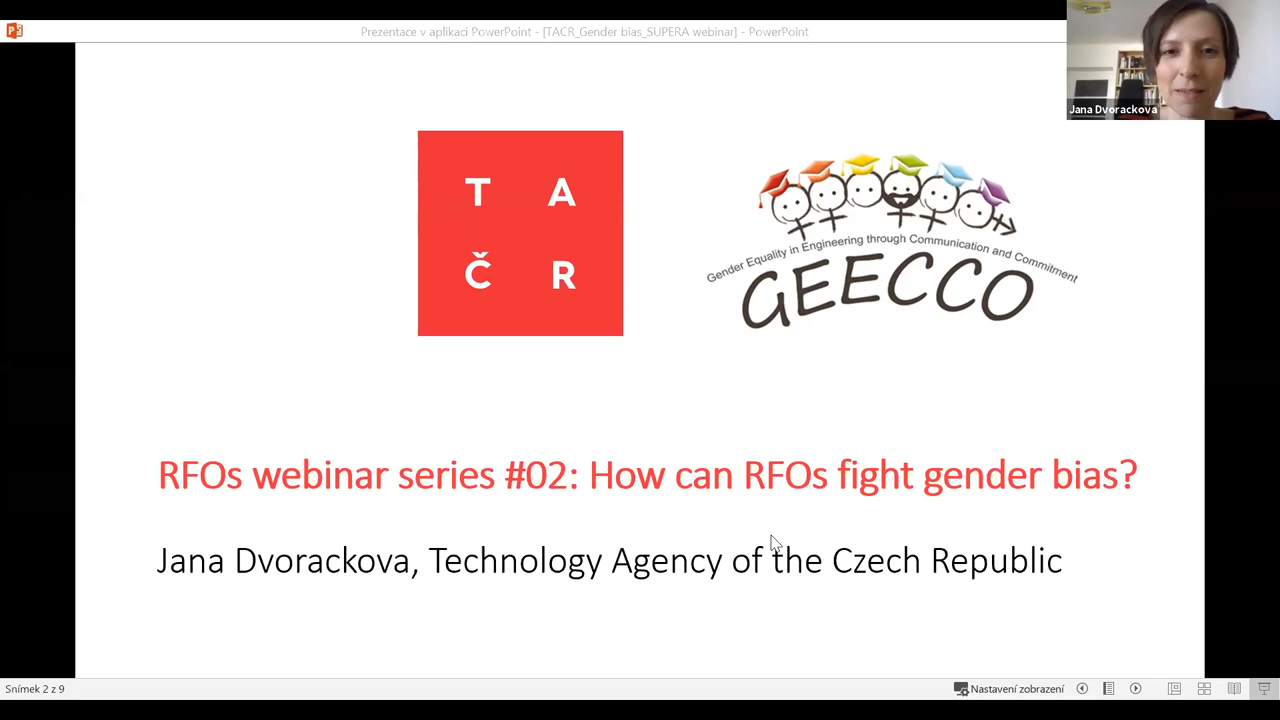 Prezentace v aplikaci PowerPoint - [TACR_Gender bias_SUPERA webinar] - PowerPoint
Jana Dvorackova
T A
Č R
Gender Equality in Engineering through Communication and Commitment
GEECCO
RFOs webinar series #02: How can RFOs fight gender bias?
Jana Dvorackova, Technology Agency of the Czech Republic
Snímek 2 z 9
Nastavení zobrazení